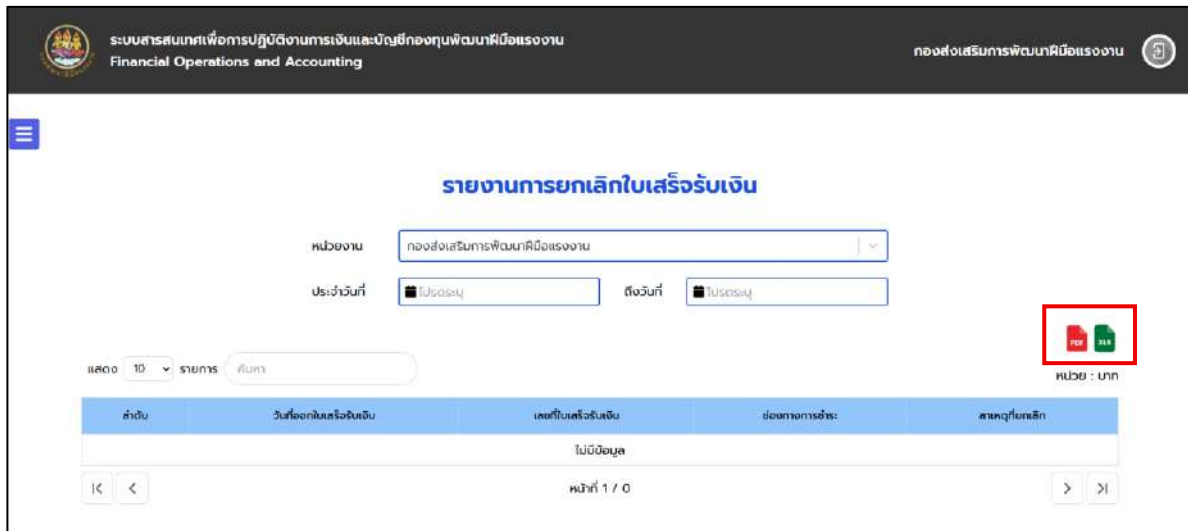 ระบบสารสนเทศเพื่อการปฏิบัติงานการเงินและบัญชีกองทุนพัฒนาฝีมือแรงงาน
Financial Operations and Accounting
กองส่งเสริมการพัฒนาฝีมือแรงงาน
รายงานการยกเลิกใบเสร็จรับเงิน
หน่วยงาน กองส่งเสริมการพัฒนาฝีมือแรงงาน
ประจำวันที่ โปรดระบุ ถึงวันที่ โปรดระบุ
PDF XLS
แสดง 10 รายการ ค้นหา
หน่วย : บาท
ลำดับ วันที่ออกใบเสร็จรับเงิน เลขที่ใบเสร็จรับเงิน ช่องทางการชำระ สาเหตุที่ยกเลิก
ไม่มีข้อมูล
หน้าที่ 1 / 0